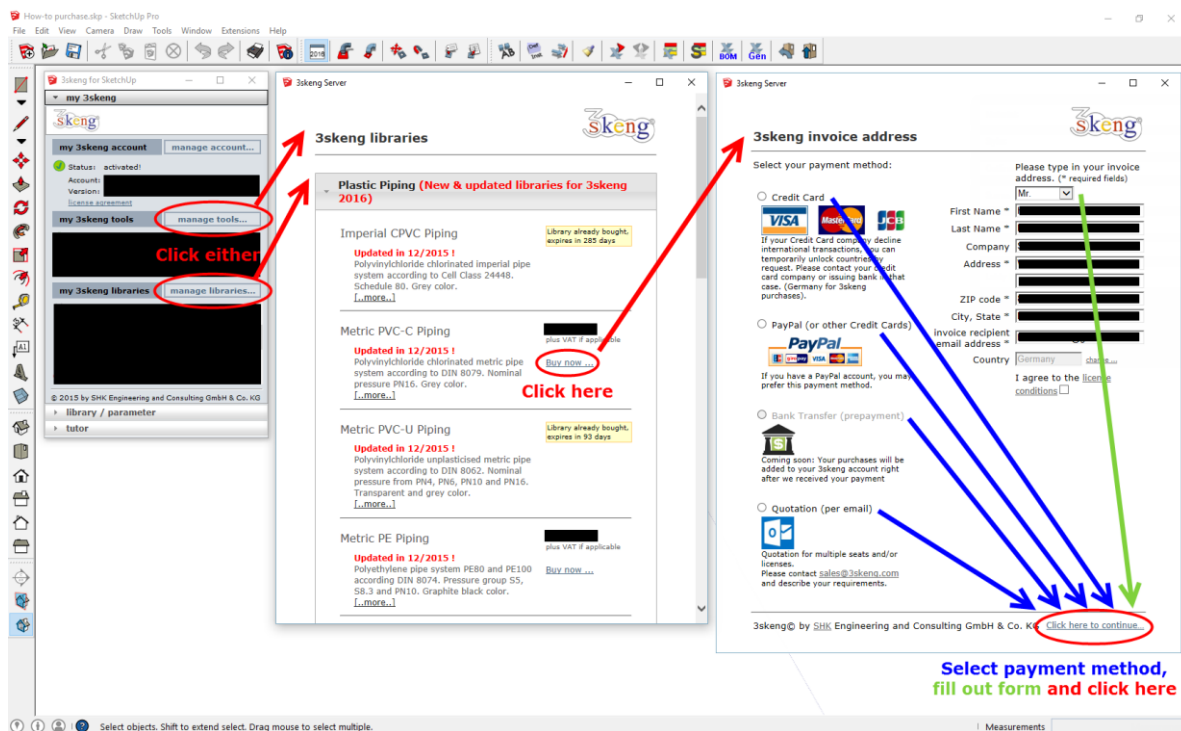 How-to purchase.skp - SketchUp Pro
File Edit View Camera Draw Tools Window Extensions Help
2016
BOM
Gen
A1
3skeng for SketchUp
my 3skeng
3skeng
my 3skeng account
manage account...
Status: activated!
Account:
Version:
license agreement
my 3skeng tools
manage tools...
Click either
my 3skeng libraries
manage libraries...
© 2015 by SHK Engineering and Consulting GmbH & Co. KG
library / parameter
tutor
3skeng Server
3skeng
3skeng libraries
Plastic Piping (New & updated libraries for 3skeng
2016)
Imperial CPVC Piping
Library already bought,
expires in 285 days
Updated in 12/2015 !
Polyvinylchloride chlorinated imperial pipe
system according to Cell Class 24448.
Schedule 80. Grey color.
[..more..]
Metric PVC-C Piping
plus VAT if applicable
Updated in 12/2015 !
Polyvinylchloride chlorinated metric pipe
system according to DIN 8079. Nominal
pressure PN16. Grey color.
[..more..]
Buy now ...
Click here
Metric PVC-U Piping
Library already bought,
expires in 93 days
Updated in 12/2015 !
Polyvinylchloride unplasticised metric pipe
system according to DIN 8062. Nominal
pressure from PN4, PN6, PN10 and PN16.
Transparent and grey color.
[..more..]
Metric PE Piping
plus VAT if applicable
Updated in 12/2015 !
Polyethylene pipe system PE80 and PE100
according DIN 8074. Pressure group S5,
S8.3 and PN10. Graphite black color.
[..more..]
Buy now ...
3skeng Server
3skeng
3skeng invoice address
Select your payment method:
Credit Card
VISA MasterCard JCB
If your Credit Card company decline
international transactions, you can
temporarily unlock countries by
request. Please contact your credit
card company or issuing bank in that
case. (Germany for 3skeng
purchases).
PayPal (or other Credit Cards)
PayPal
VISA
If you have a PayPal account, you may
prefer this payment method.
Bank Transfer (prepayment)
Coming soon: Your purchases will be
added to your 3skeng account right
after we received your payment
Quotation (per email)
Quotation for multiple seats and/or
licenses.
Please contact sales@3skeng.com
and describe your requirements.
Please type in your invoice
address. (* required fields)
Mr.
First Name *
Last Name *
Company
Address *
ZIP code *
City, State *
invoice recipient
email address *
Country Germany change ...
I agree to the license
conditions
3skeng© by SHK Engineering and Consulting GmbH & Co. KG Click here to continue...
Select payment method,
fill out form and click here
Select objects. Shift to extend select. Drag mouse to select multiple.
Measurements